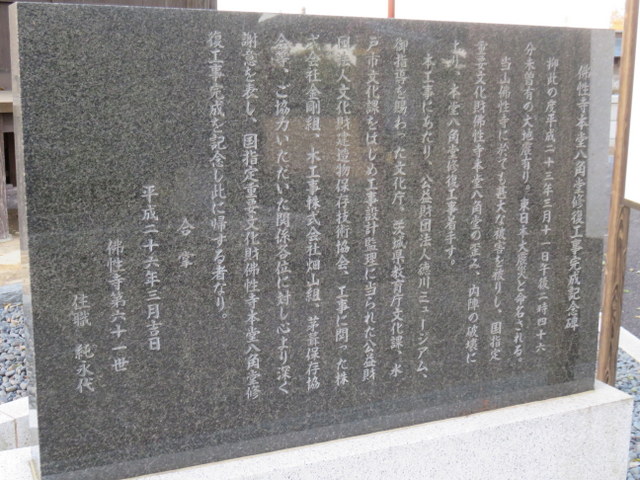 佛性寺本堂八角堂修復工事完成記念碑
抑此の度平成二十三年三月十一日午後二時四十六
分未曽有の大地震有り。東日本大震災と命名される。
当山佛性寺に於ても甚大な被害を蒙りし、国指定
重要文化財佛性寺本堂八角堂の歪み、内陣の破壊に
より、本堂八角堂修復工事着手す。
本工事にあたり、公益財団法人徳川ミュージアム、
御指導を賜わった文化庁、茨城県教育庁文化課、水
戸市文化課をはじめ工事設計監理に当られた公益財
団法人文化財建造物保存技術協会、工事に関った株
式会社金剛組、木工事株式会社畑山組、茅葺保存協
会等、ご協力いただいた関係各位に対し心より深く
謝意を表し、国指定重要文化財佛性寺本堂八角堂修
復工事完成を記念し此に帰する者なり。
合掌
平成二十六年三月吉日
佛性寺第六十一世
住職 純永代